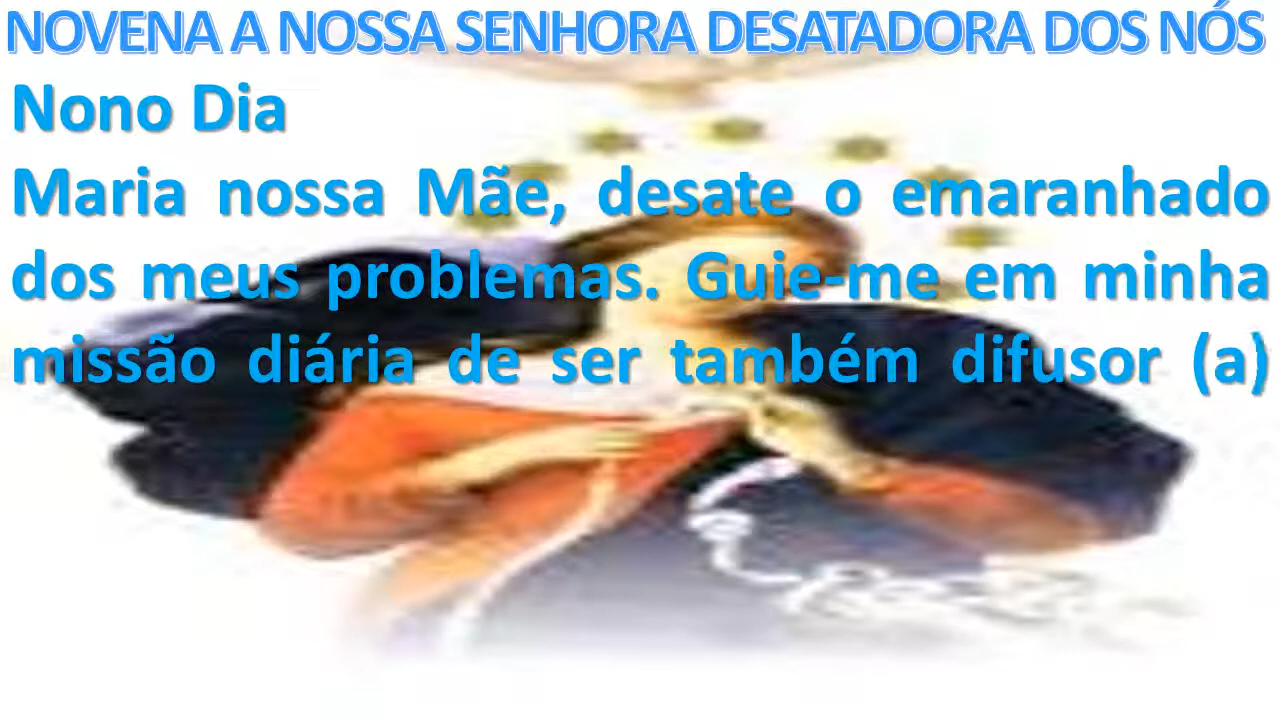 NOVENA A NOSSA SENHORA DESATADORA DOS NÓS
Nono Dia
Maria nossa Mãe, desate o emaranhado
dos meus problemas. Guie-me em minha
missão diária de ser também difusor (a)